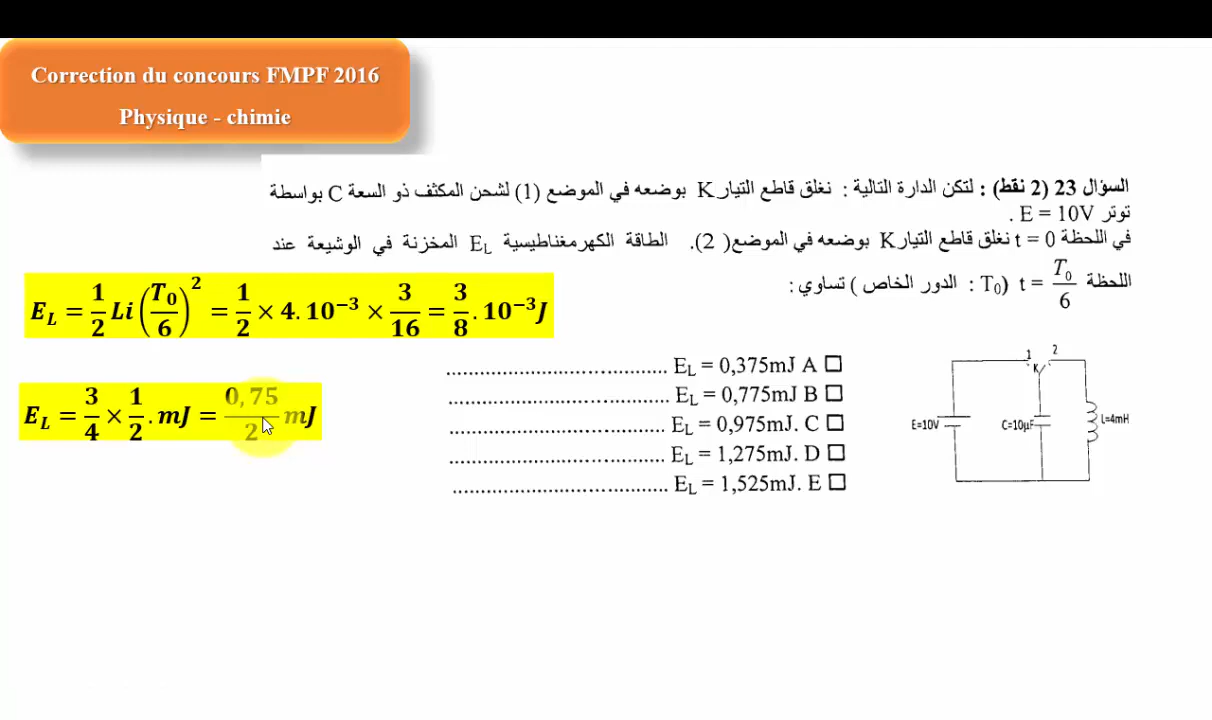 Correction du concours FMPF 2016
Physique - chimie
السؤال 23 (2 نقط) : لتكن الدارة التالية : نغلق قاطع التيار K بوضعه في الموضع (1) لشحن المكثف ذو السعة C بواسطة
توتر E = 10V .
في اللحظة t = 0 نغلق قاطع التيار K بوضعه في الموضع( 2). الطاقة الكهرمغناطيسية E_L المخزنة في الوشيعة عند
اللحظة t = T₀/6 (T₀ : الدور الخاص ) تساوي :
E_L = 1/2 Li(T₀/6)² = 1/2 × 4.10⁻³ × 3/16 = 3/8 . 10⁻³J
E_L = 3/4 × 1/2 . mJ = 0,75/2 mJ
☐ A E_L = 0,375mJ .......................................
☐ B E_L = 0,775mJ .......................................
☐ C E_L = 0,975mJ. ......................................
☐ D E_L = 1,275mJ. ......................................
☐ E E_L = 1,525mJ. ......................................
1 2
K
E=10V C=10µF L=4mH